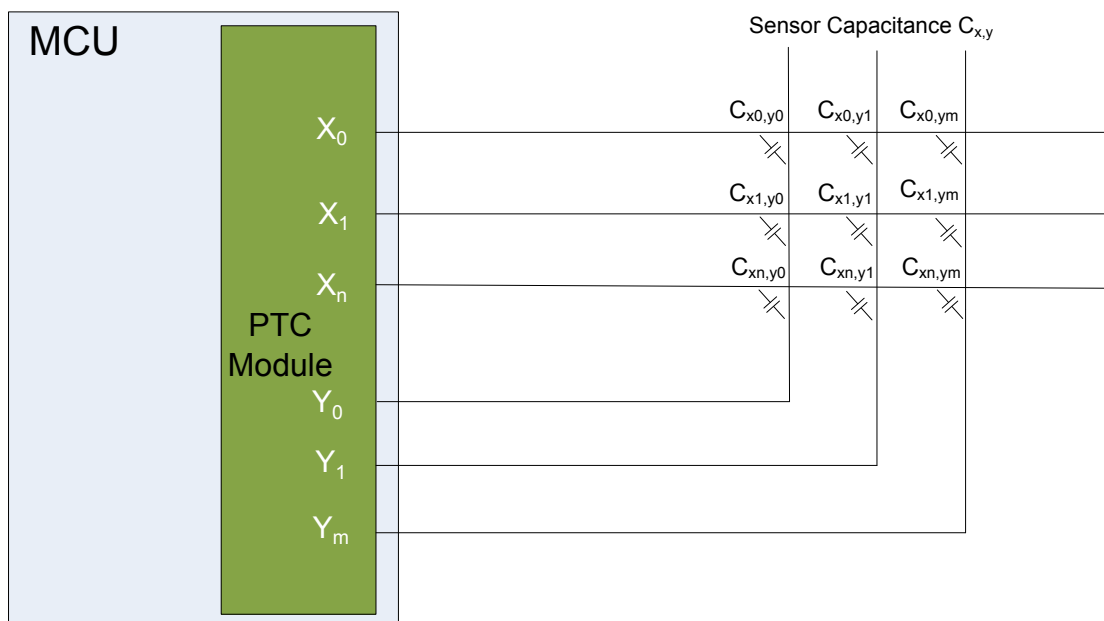 MCU
Sensor Capacitance Cx,y
X0
Cx0,y0 Cx0,y1 Cx0,ym
X1
Cx1,y0 Cx1,y1 Cx1,ym
Xn
Cxn,y0 Cxn,y1 Cxn,ym
PTC
Module
Y0
Y1
Ym